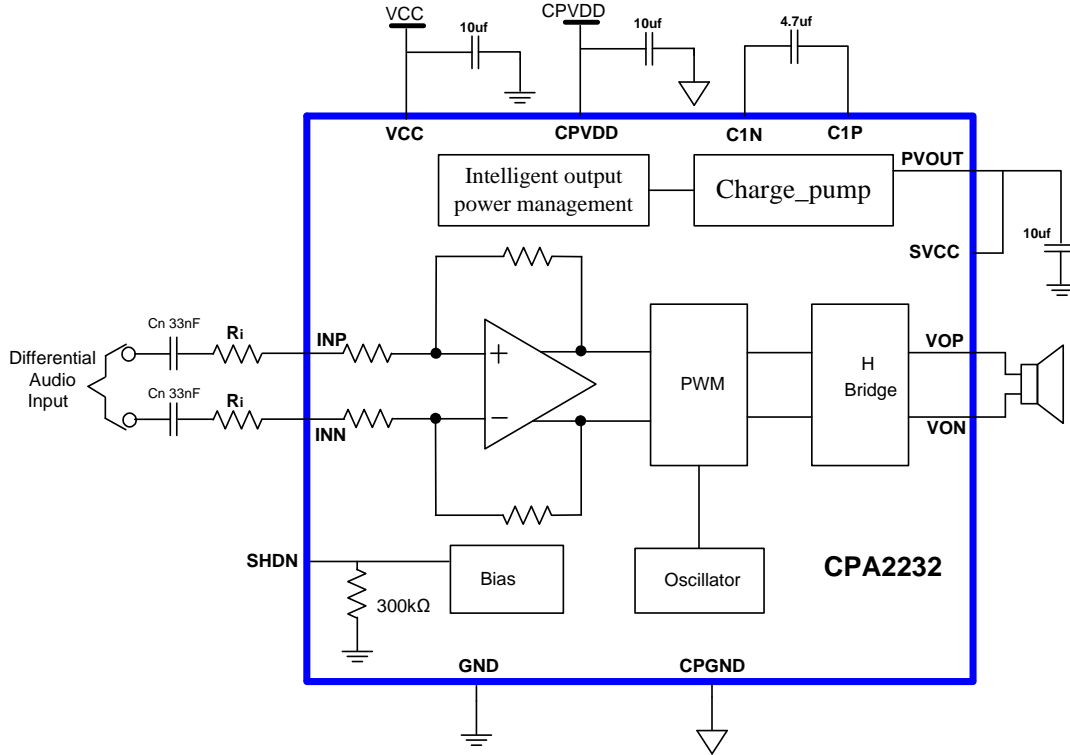 VCC
CPVDD
10uf
10uf
4.7uf
VCC
CPVDD
C1N
C1P
PVOUT
Intelligent output
power management
Charge_pump
10uf
SVCC
Cn 33nF
Ri
INP
+
VOP
Differential
Audio
Input
PWM
H
Bridge
Cn 33nF
Ri
INN
−
VON
SHDN
300kΩ
Bias
Oscillator
CPA2232
GND
CPGND